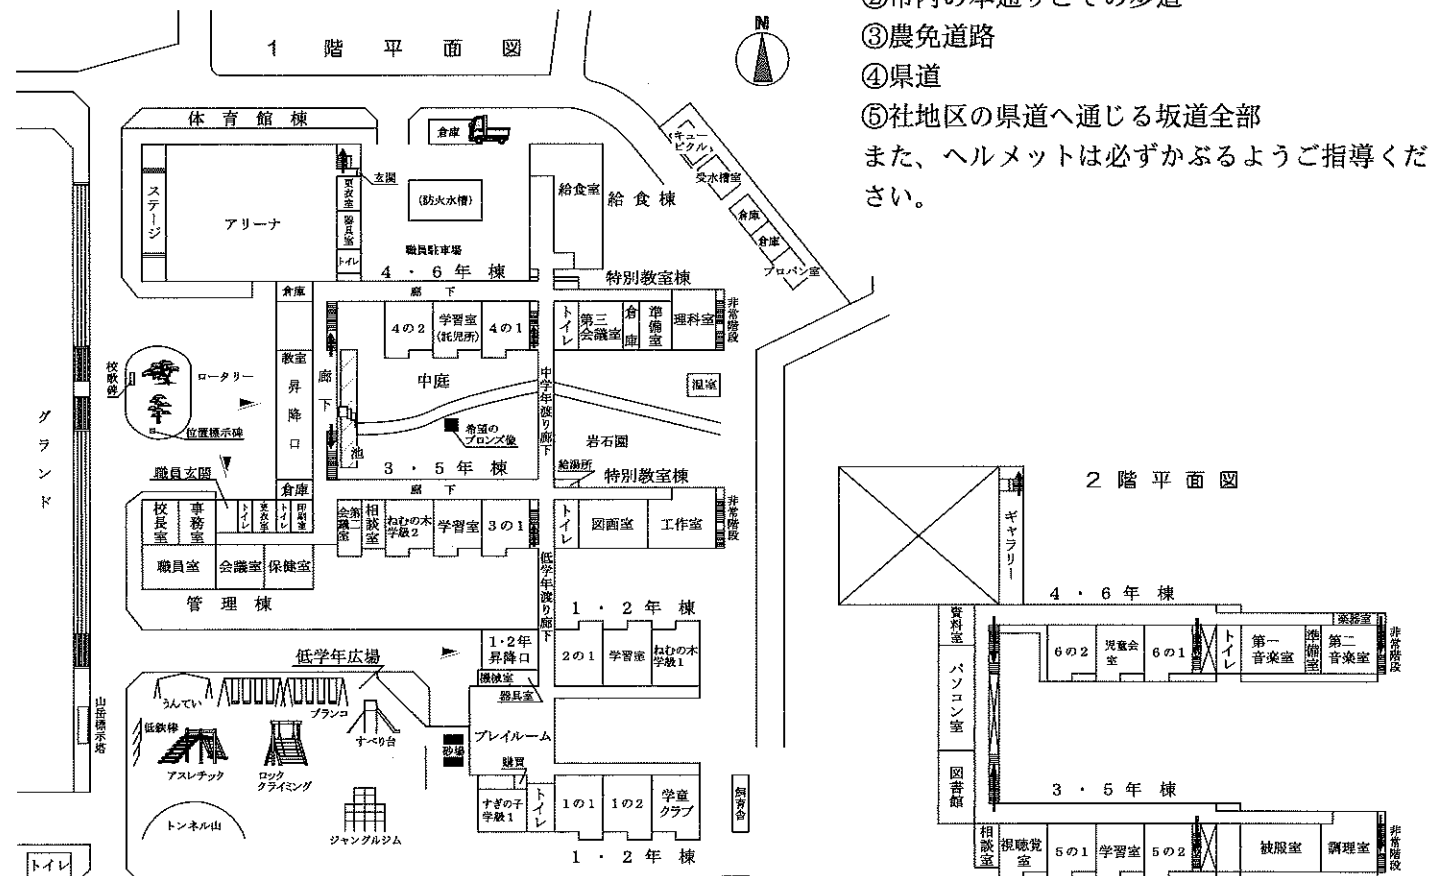 ②市内の本通りとその歩道
③農免道路
④県道
⑤社地区の県道へ通じる坂道全部
また、ヘルメットは必ずかぶるようご指導くだ
さい。
1階平面図
N
体育館棟
倉庫
キュービクル
受水槽室
倉庫
倉庫
プロパン室
ステージ
アリーナ
玄関
更衣室
器具室
トイレ
(防火水槽)
職員駐車場
給食室
給食棟
4・6年棟
特別教室棟
倉庫
廊下
4の2
学習室
(託児所)
4の1
トイレ
第三
会議室
倉庫
準備室
理科室
非常階段
校歌碑
ロータリー
位置標示碑
教室
昇降口
廊下
中庭
中学年渡り廊下
温室
希望の
ブロンズ像
岩石園
池
グランド
職員玄関
3・5年棟
給湯所
特別教室棟
倉庫
廊下
校長室
事務室
トイレ
更衣室
トイレ
印刷室
第二
会議室
相談室
ねむの木
学級2
学習室
3の1
トイレ
図画室
工作室
非常階段
職員室
会議室
保健室
管理棟
低学年渡り廊下
1・2年棟
1・2年
昇降口
2の1
学習室
ねむの木
学級1
低学年広場
機械室
器具室
うんてい
ブランコ
低鉄棒
すべり台
アスレチック
ロック
クライミング
砂場
プレイルーム
購買
山岳標示塔
トンネル山
ジャングルジム
すぎの子
学級1
トイレ
1の1
1の2
学童
クラブ
飼育舎
1・2年棟
トイレ
2階平面図
ギャラリー
4・6年棟
資料室
楽器室
6の2
児童会
室
6の1
トイレ
第一
音楽室
準備室
第二
音楽室
非常階段
パソコン室
図書館
3・5年棟
相談室
視聴覚
室
5の1
学習室
5の2
被服室
調理室
非常階段